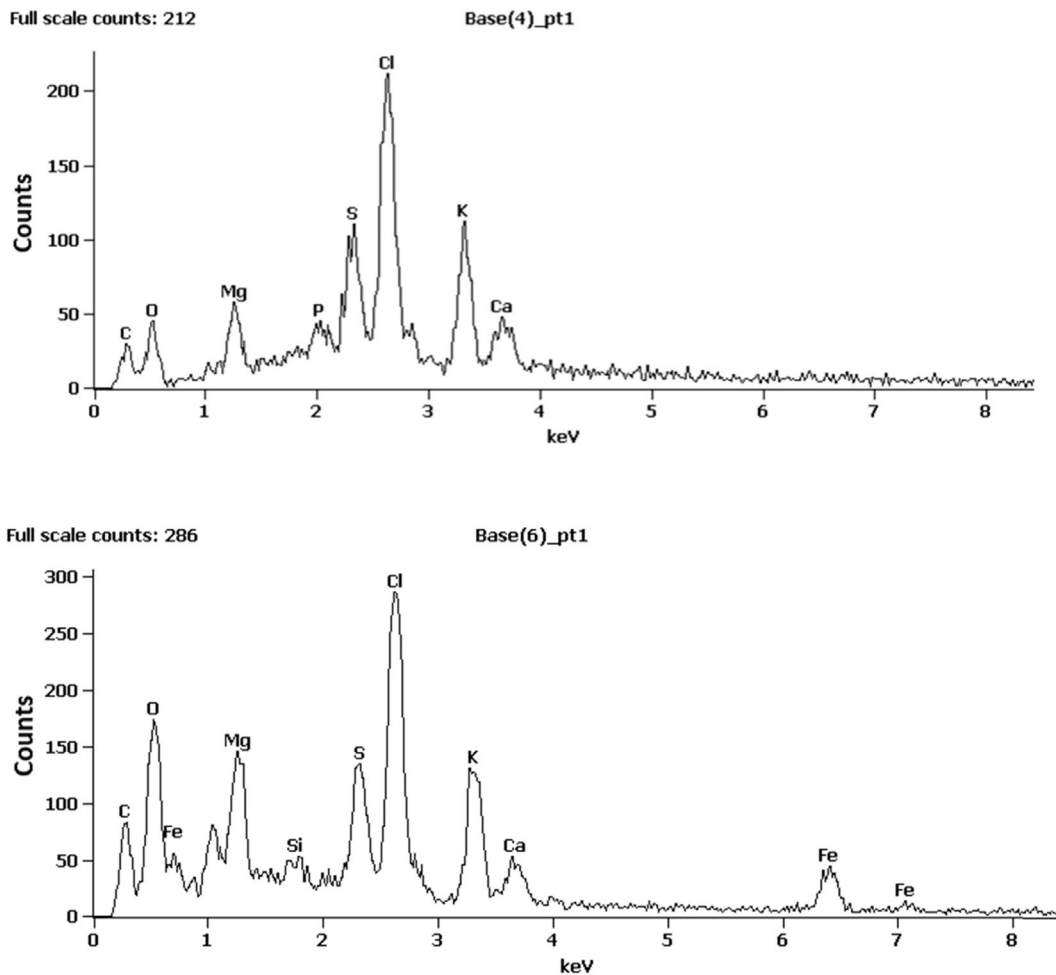 Full scale counts: 212 Base(4)_pt1
Cl
200
150
S K
100
Mg
P Ca
C O
50
0
Counts
0 1 2 3 4 5 6 7 8
keV
Full scale counts: 286 Base(6)_pt1
300
Cl
250
200
O
150
Mg
S K
100
C
Fe
Si Ca
50
Fe
Fe
0
Counts
0 1 2 3 4 5 6 7 8
keV